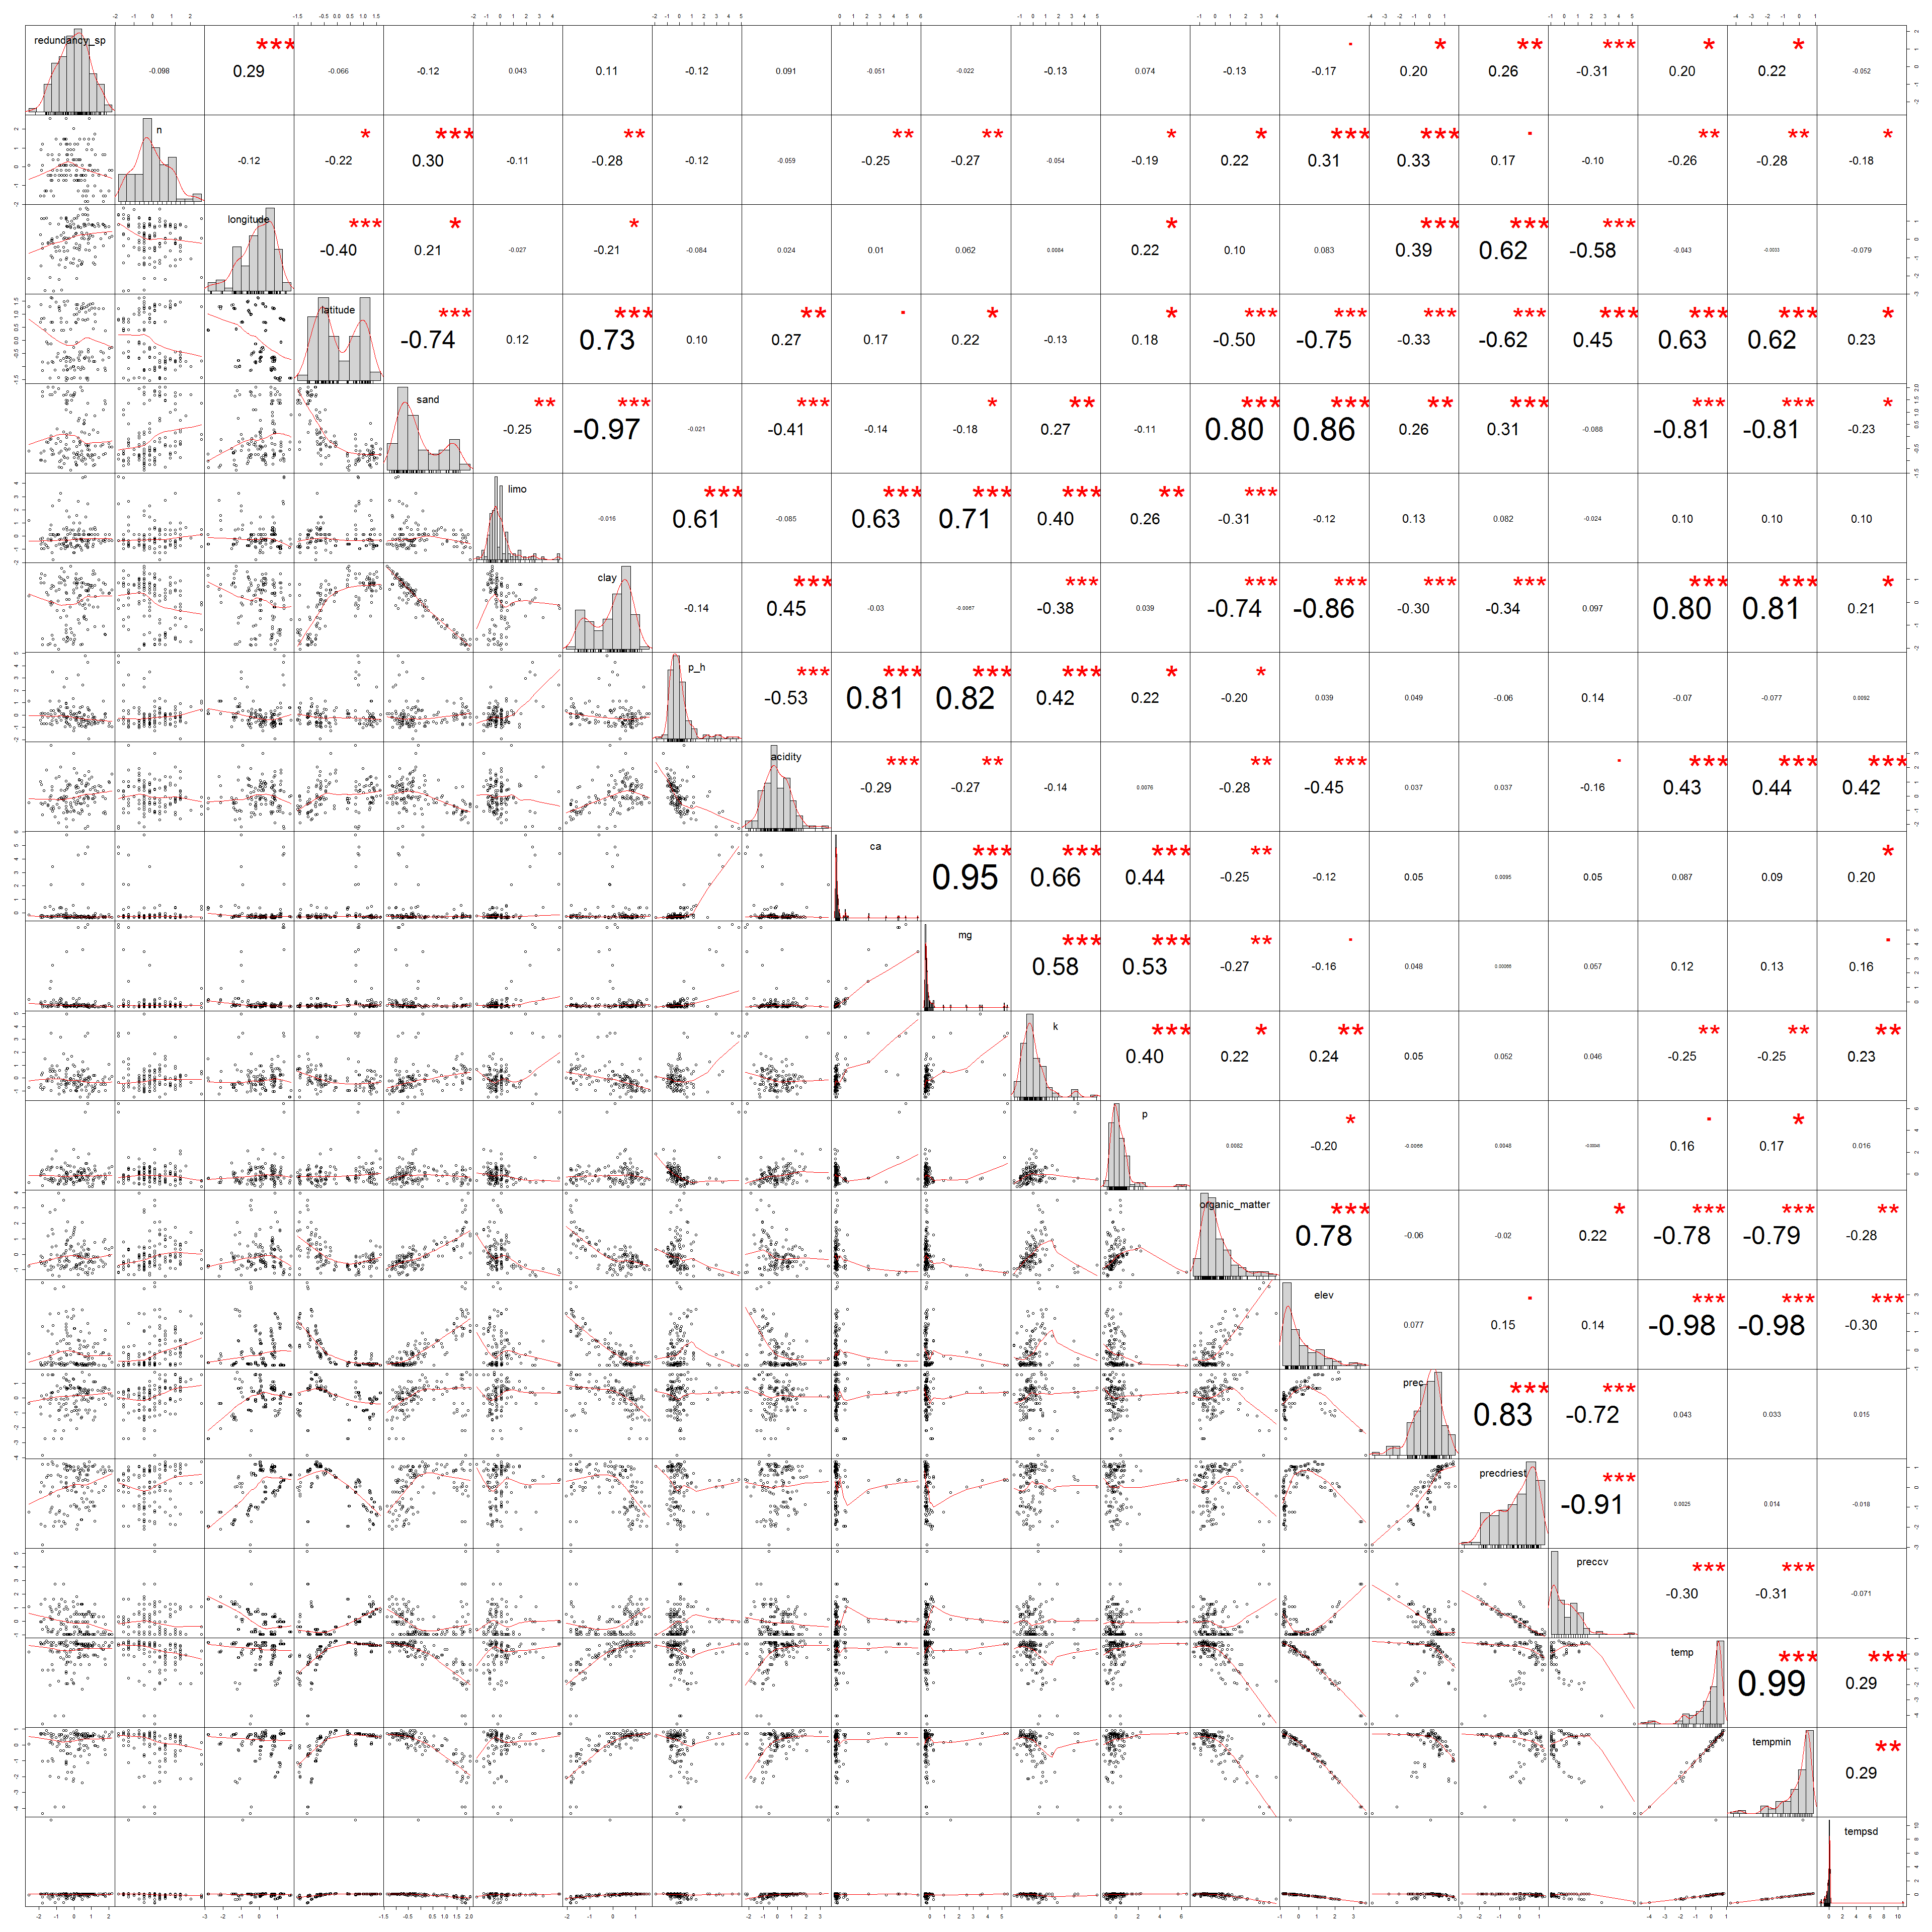 redundancy_sp *** . * ** *** * *
-0.098 0.29 -0.066 -0.12 0.043 0.11 -0.12 0.091 -0.051 -0.022 -0.13 0.074 -0.13 -0.17 0.20 0.26 -0.31 0.20 0.22 -0.052
n * *** ** ** ** * * *** *** . ** ** *
-0.12 -0.22 0.30 -0.11 -0.28 -0.12 -0.059 -0.25 -0.27 -0.054 -0.19 0.22 0.31 0.33 0.17 -0.10 -0.26 -0.28 -0.18
longitude *** * * * *** *** ***
-0.40 0.21 -0.027 -0.21 -0.084 0.024 0.01 0.062 0.0084 0.22 0.10 0.083 0.39 0.62 -0.58 -0.043 -0.079
latitude *** *** ** . * * *** *** *** *** *** *** *** *
-0.74 0.12 0.73 0.10 0.27 0.17 0.22 -0.13 0.18 -0.50 -0.75 -0.33 -0.62 0.45 0.63 0.62 0.23
sand ** *** *** * ** *** *** ** *** *** *** *
-0.25 -0.97 -0.021 -0.41 -0.14 -0.18 0.27 -0.11 0.80 0.86 0.26 0.31 -0.088 -0.81 -0.81 -0.23
limo *** *** *** *** ** ***
-0.016 0.61 -0.085 0.63 0.71 0.40 0.26 -0.31 -0.12 0.13 0.082 -0.024 0.10 0.10 0.10
clay *** *** *** *** *** *** *** *** *
-0.14 0.45 -0.03 -0.0067 -0.38 0.039 -0.74 -0.86 -0.30 -0.34 0.097 0.80 0.81 0.21
p_h *** *** *** *** * *
-0.53 0.81 0.82 0.42 0.22 -0.20 0.039 0.049 -0.06 0.14 -0.07 -0.077 0.0092
acidity *** ** ** *** . *** *** ***
-0.29 -0.27 -0.14 0.0076 -0.28 -0.45 0.037 0.037 -0.16 0.43 0.44 0.42
ca *** *** *** ** *
0.95 0.66 0.44 -0.25 -0.12 0.05 0.0095 0.05 0.087 0.09 0.20
mg *** *** ** . .
0.58 0.53 -0.27 -0.16 0.048 0.057 0.12 0.13 0.16
k *** * ** ** ** **
0.40 0.22 0.24 0.05 0.052 0.046 -0.25 -0.25 0.23
p * . *
0.0082 -0.20 -0.0066 0.0048 0.16 0.17 0.016
organic_matter *** * *** *** **
0.78 -0.06 -0.02 0.22 -0.78 -0.79 -0.28
elev . *** *** ***
0.077 0.15 0.14 -0.98 -0.98 -0.30
prec *** ***
0.83 -0.72 0.043 0.033 0.015
precdriest ***
-0.91 0.0025 0.014 -0.018
preccv *** ***
-0.30 -0.31 -0.071
temp *** ***
0.99 0.29
tempmin **
0.29
tempsd